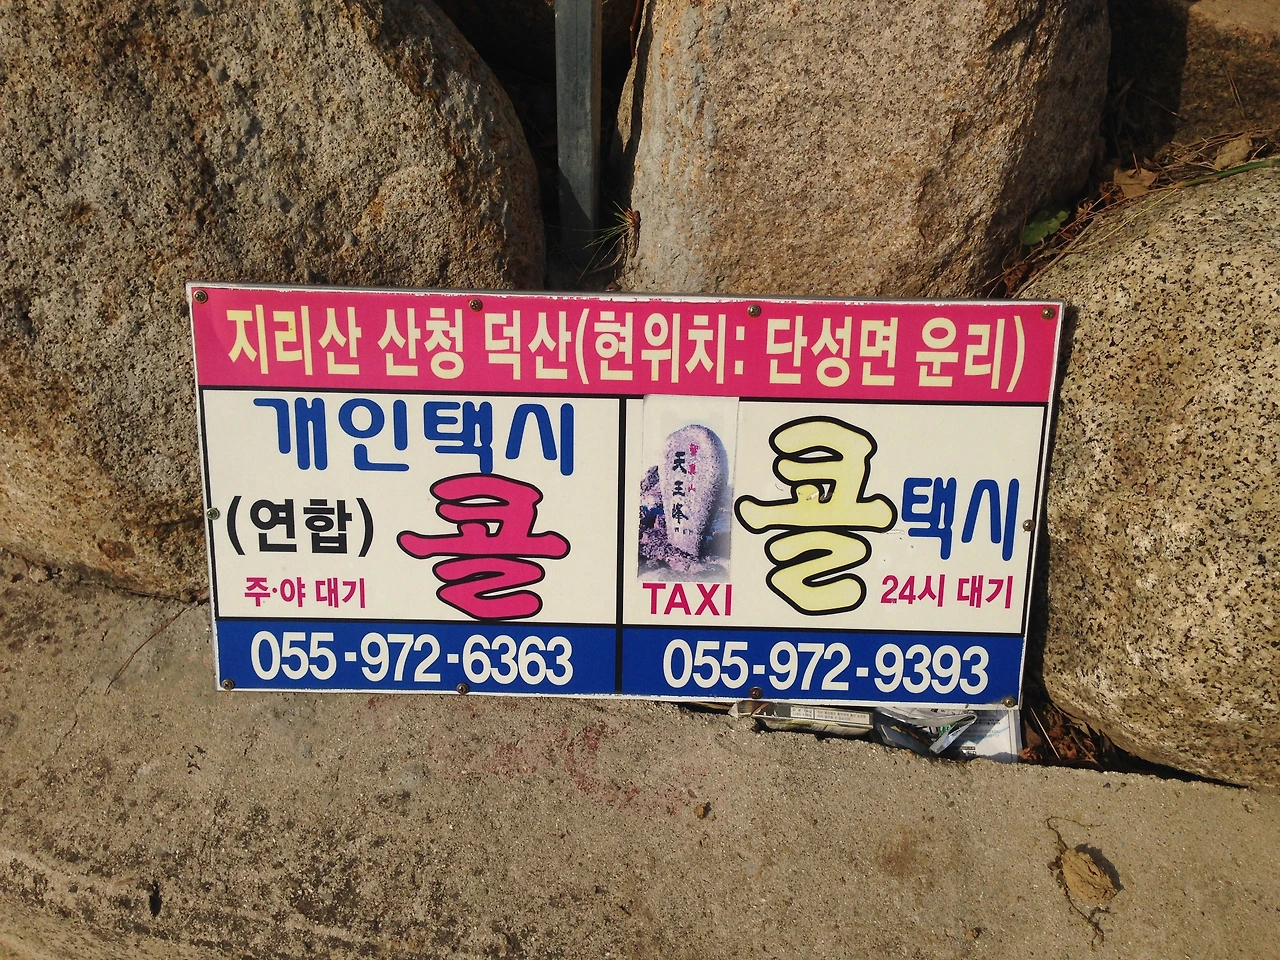 지리산 산청 덕산(현위치: 단성면 운리)
개인택시
(연합) 콜
주·야 대기
055-972-6363
天王峰
TAXI
콜택시
24시 대기
055-972-9393